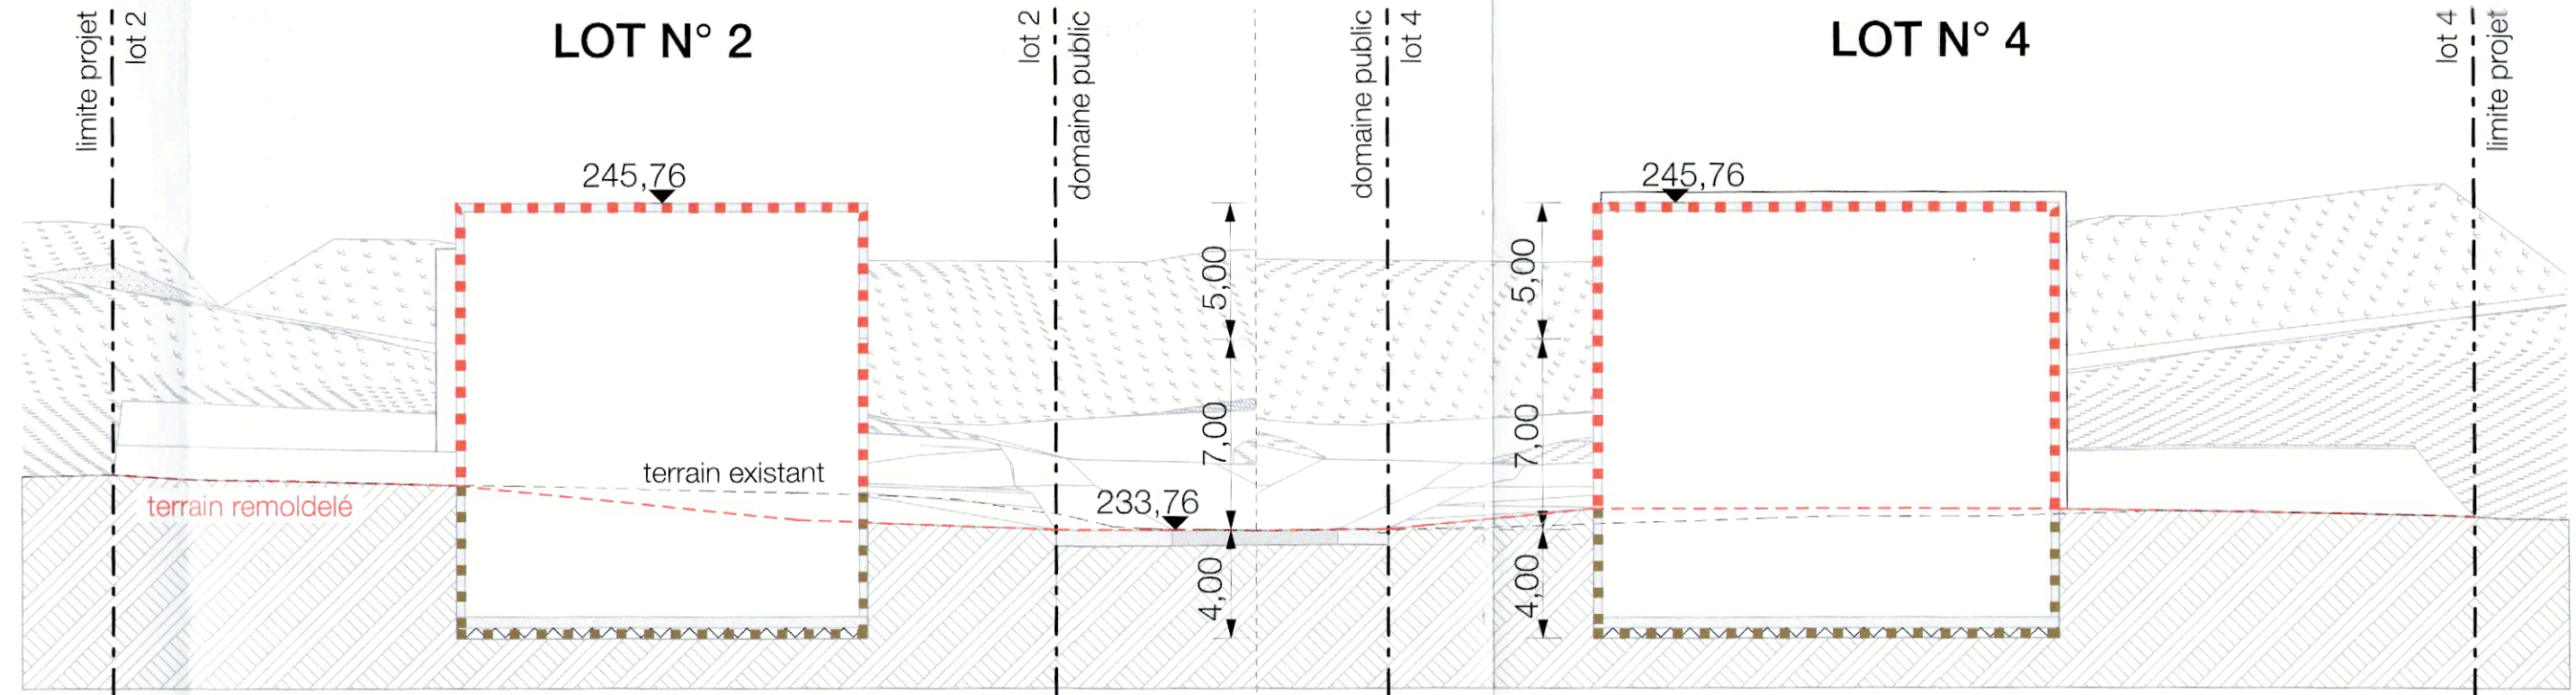 limite projet
lot 2
LOT N° 2
lot 2
domaine public
domaine public
lot 4
LOT N° 4
lot 4
limite projet
245,76
245,76
5,00
5,00
7,00
7,00
terrain existant
terrain remoldelé
233,76
4,00
4,00